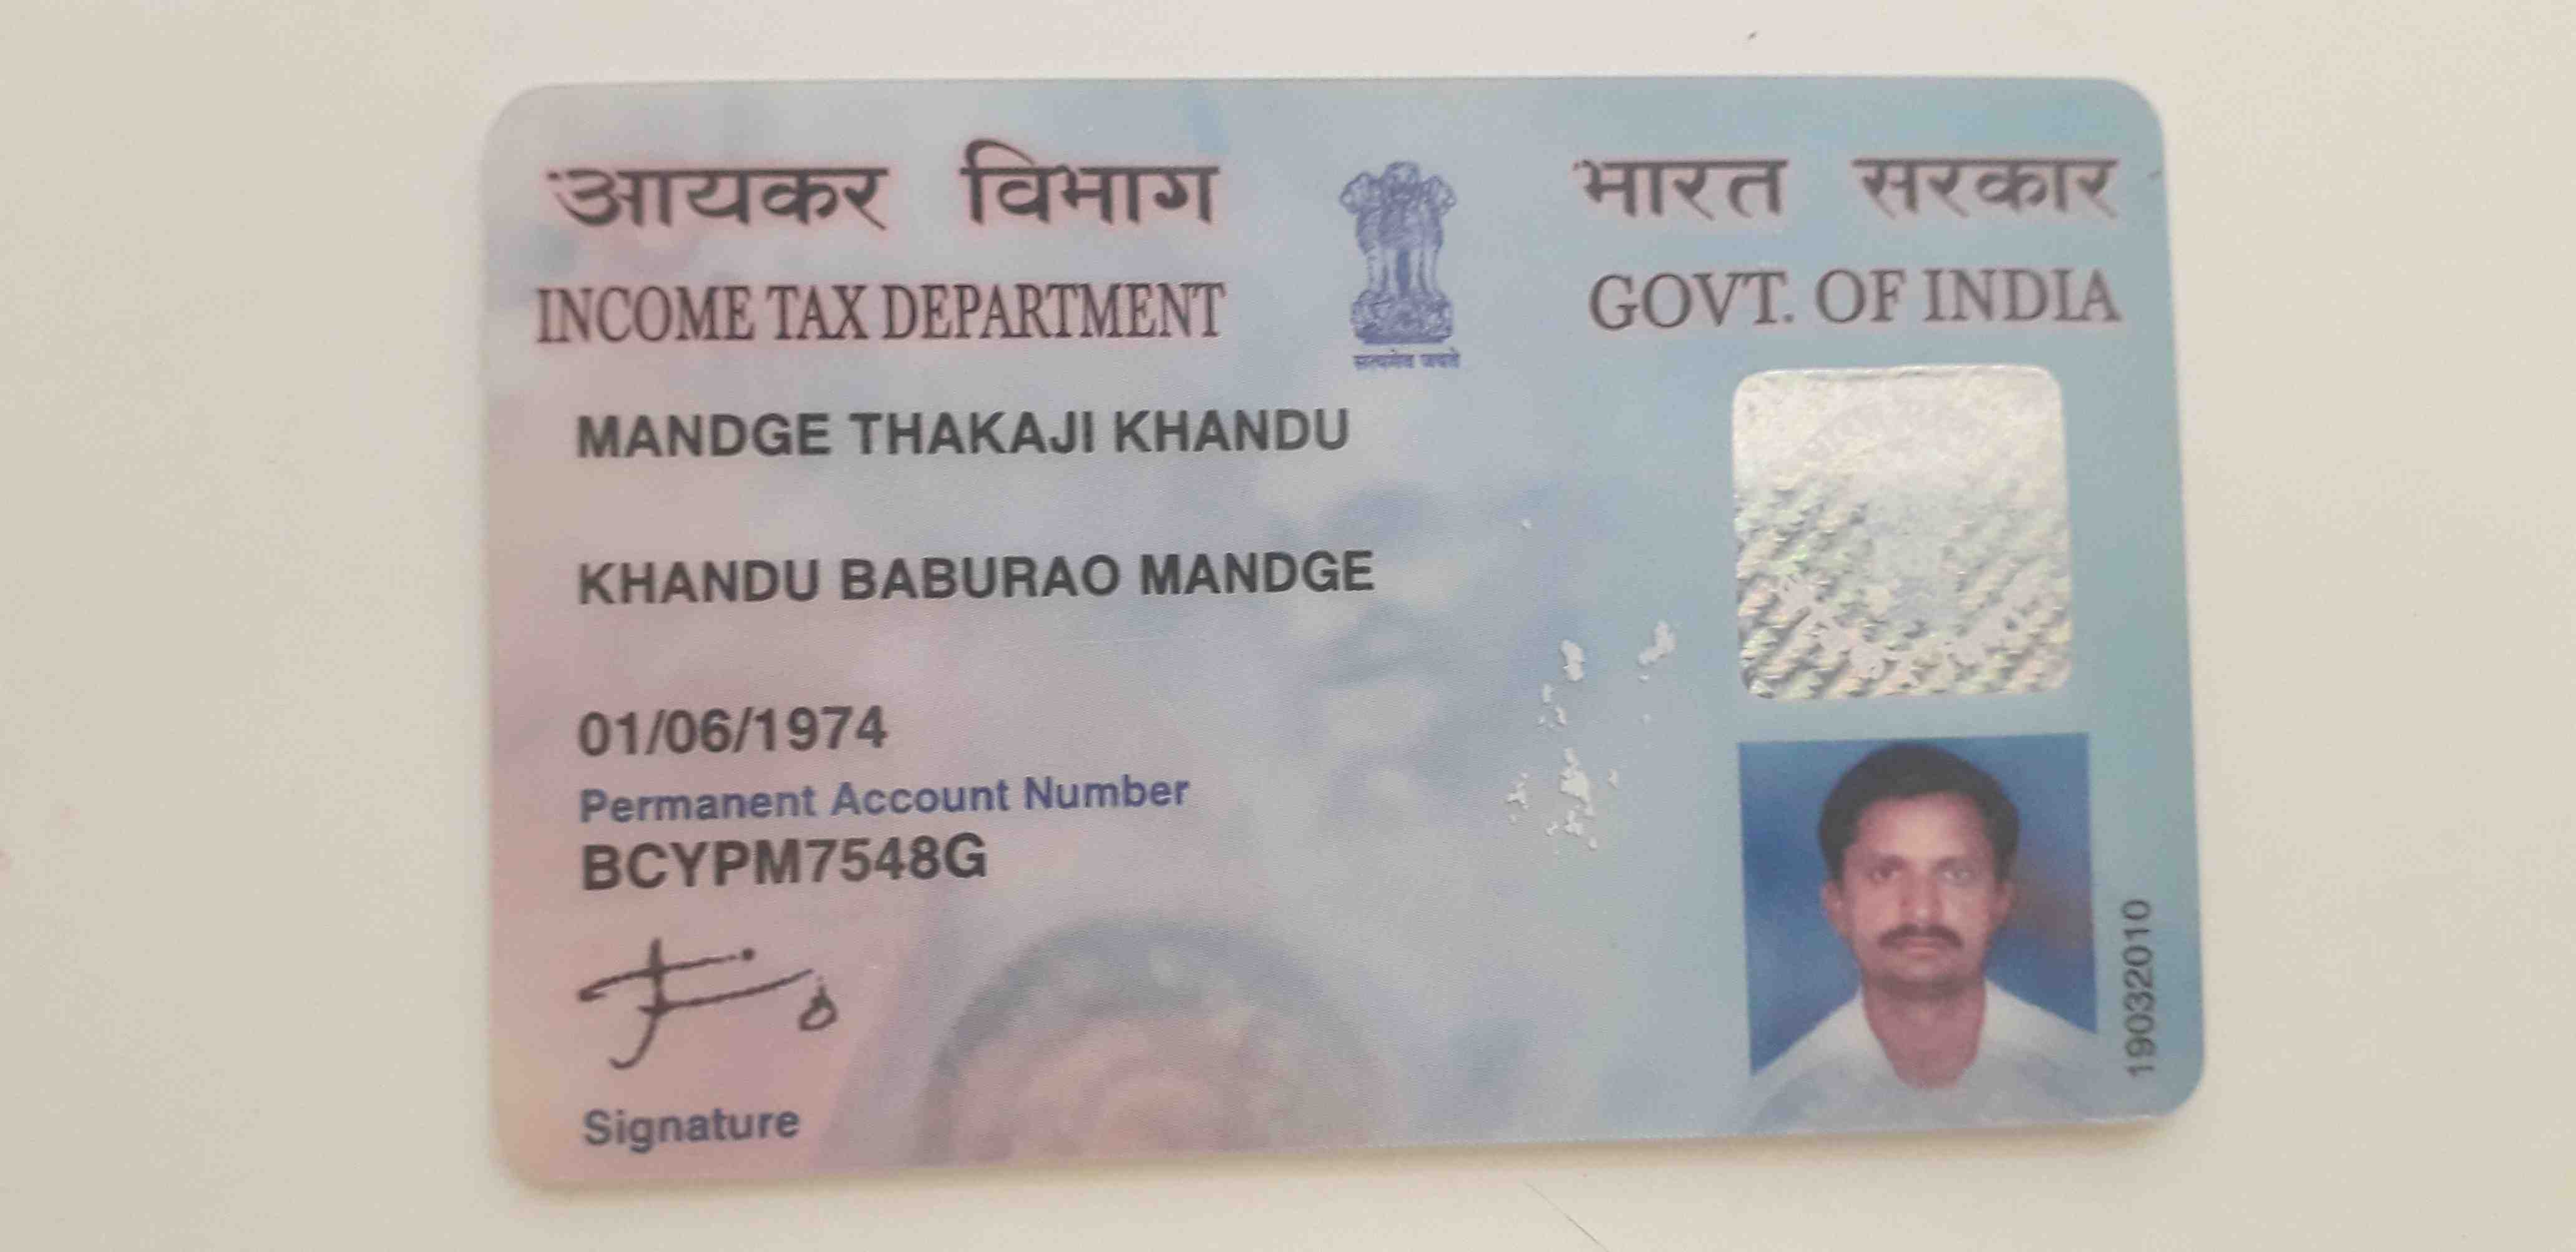 आयकर विभाग
INCOME TAX DEPARTMENT
सत्यमेव जयते
भारत सरकार
GOVT. OF INDIA
MANDGE THAKAJI KHANDU
KHANDU BABURAO MANDGE
01/06/1974
Permanent Account Number
BCYPM7548G
Signature
19032010